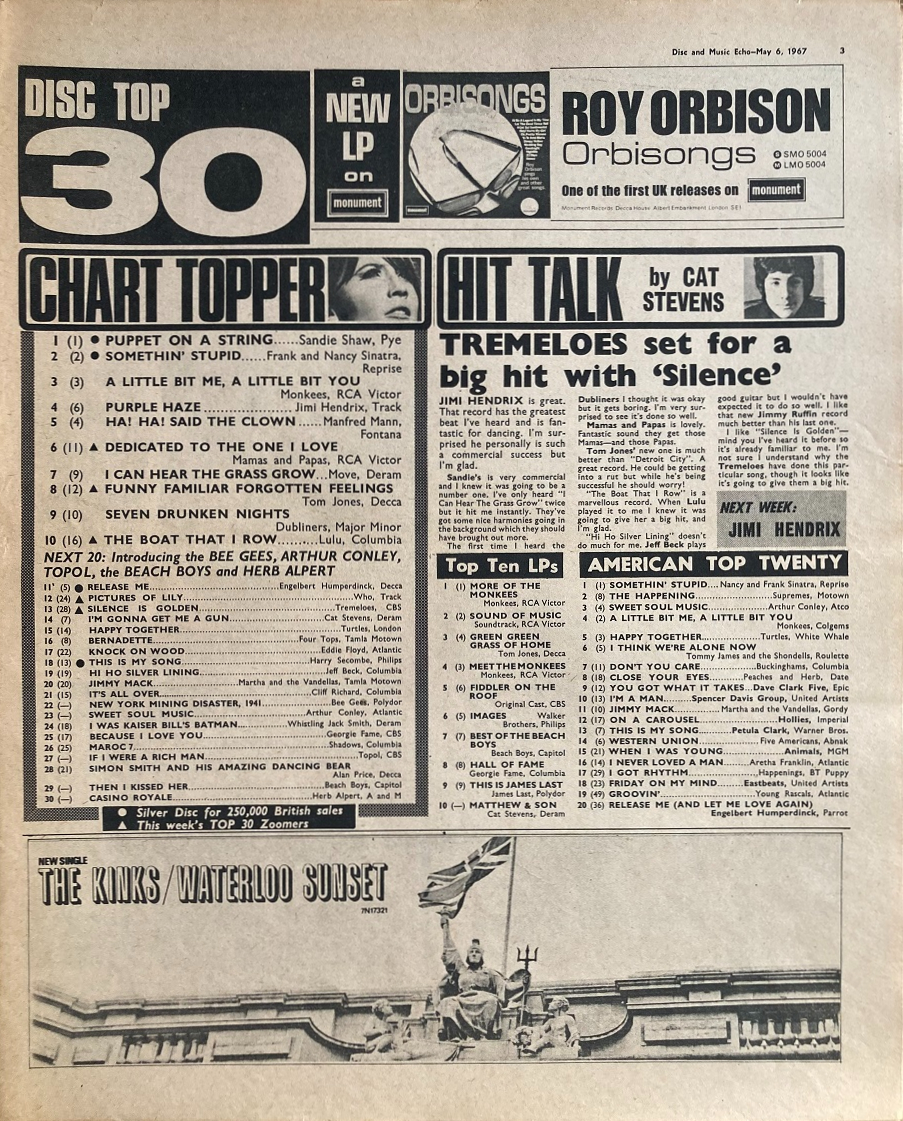 Disc and Music Echo—May 6, 1967 3
DISC TOP
30
a
NEW
LP
on
monument
ORBISONGS
ROY ORBISON
Orbisongs
S SMO 5004
M LMO 5004
One of the first UK releases on monument
Monument Records Decca House Albert Embankment London SE1
CHART TOPPER
1 (1) ● PUPPET ON A STRING......Sandie Shaw, Pye
2 (2) ● SOMETHIN' STUPID......Frank and Nancy Sinatra,
Reprise
3 (3) A LITTLE BIT ME, A LITTLE BIT YOU
Monkees, RCA Victor
4 (6) PURPLE HAZE .................... Jimi Hendrix, Track
5 (4) HA! HA! SAID THE CLOWN ......Manfred Mann,
Fontana
6 (11) ▲ DEDICATED TO THE ONE I LOVE
Mamas and Papas, RCA Victor
7 (9) I CAN HEAR THE GRASS GROW...Move, Deram
8 (12) ▲ FUNNY FAMILIAR FORGOTTEN FEELINGS
Tom Jones, Decca
9 (10) SEVEN DRUNKEN NIGHTS
Dubliners, Major Minor
10 (16) ▲ THE BOAT THAT I ROW.........Lulu, Columbia
NEXT 20: Introducing the BEE GEES, ARTHUR CONLEY,
TOPOL, the BEACH BOYS and HERB ALPERT
11 (5) ● RELEASE ME...Engelbert Humperdinck, Decca
12 (24) ▲ PICTURES OF LILY...Who, Track
13 (28) ▲ SILENCE IS GOLDEN...Tremeloes, CBS
14 (7) I'M GONNA GET ME A GUN...Cat Stevens, Deram
15 (14) HAPPY TOGETHER...Turtles, London
16 (8) BERNADETTE...Four Tops, Tamla Motown
17 (22) KNOCK ON WOOD...Eddie Floyd, Atlantic
18 (13) ● THIS IS MY SONG...Harry Secombe, Philips
19 (19) HI HO SILVER LINING...Jeff Beck, Columbia
20 (20) JIMMY MACK...Martha and the Vandellas, Tamla Motown
21 (15) IT'S ALL OVER...Cliff Richard, Columbia
22 (—) NEW YORK MINING DISASTER, 1941...Bee Gees, Polydor
23 (—) SWEET SOUL MUSIC...Arthur Conley, Atlantic
24 (18) I WAS KAISER BILL'S BATMAN...Whistling Jack Smith, Deram
25 (17) BECAUSE I LOVE YOU...Georgie Fame, CBS
26 (25) MAROC 7...Shadows, Columbia
27 (—) IF I WERE A RICH MAN...Topol, CBS
28 (21) SIMON SMITH AND HIS AMAZING DANCING BEAR
Alan Price, Decca
29 (—) THEN I KISSED HER...Beach Boys, Capitol
30 (—) CASINO ROYALE...Herb Alpert, A and M
● Silver Disc for 250,000 British sales
▲ This week's TOP 30 Zoomers
HIT TALK by CAT
STEVENS
TREMELOES set for a
big hit with 'Silence'
JIMI HENDRIX is great.
That record has the greatest
beat I've heard and is fan-
tastic for dancing. I'm sur-
prised he personally is such
a commercial success but
I'm glad.
Sandie's is very commercial
and I knew it was going to be a
number one. I've only heard "I
Can Hear The Grass Grow" twice
but it hit me instantly. They've
got some nice harmonies going in
the background which they should
have brought out more.
The first time I heard the
Dubliners I thought it was okay
but it gets boring. I'm very sur-
prised to see it's done so well.
Mamas and Papas is lovely.
Fantastic sound they get those
Mamas—and those Papas.
Tom Jones' new one is much
better than "Detroit City". A
great record. He could be getting
into a rut but while he's being
successful he should worry!
"The Boat That I Row" is a
marvellous record. When Lulu
played it to me I knew it was
going to give her a big hit, and
I'm glad.
"Hi Ho Silver Lining" doesn't
do much for me. Jeff Beck plays
good guitar but I wouldn't have
expected it to do so well. I like
that new Jimmy Ruffin record
much better than his last one.
I like "Silence Is Golden"—
mind you I've heard it before so
it's already familiar to me. I'm
not sure I understand why the
Tremeloes have done this par-
ticular song, though it looks like
it's going to give them a big hit.
NEXT WEEK:
JIMI HENDRIX
Top Ten LPs
1 (1) MORE OF THE
MONKEES
Monkees, RCA Victor
2 (2) SOUND OF MUSIC
Soundtrack, RCA Victor
3 (4) GREEN GREEN
GRASS OF HOME
Tom Jones, Decca
4 (3) MEET THE MONKEES
Monkees, RCA Victor
5 (6) FIDDLER ON THE
ROOF
Original Cast, CBS
6 (5) IMAGES Walker
Brothers, Philips
7 (7) BEST OF THE BEACH
BOYS
Beach Boys, Capitol
8 (8) HALL OF FAME
Georgie Fame, Columbia
9 (9) THIS IS JAMES LAST
James Last, Polydor
10 (—) MATTHEW & SON
Cat Stevens, Deram
AMERICAN TOP TWENTY
1 (1) SOMETHIN' STUPID....Nancy and Frank Sinatra, Reprise
2 (8) THE HAPPENING...Supremes, Motown
3 (4) SWEET SOUL MUSIC...Arthur Conley, Atco
4 (2) A LITTLE BIT ME, A LITTLE BIT YOU
Monkees, Colgems
5 (3) HAPPY TOGETHER...Turtles, White Whale
6 (5) I THINK WE'RE ALONE NOW
Tommy James and the Shondells, Roulette
7 (11) DON'T YOU CARE...Buckinghams, Columbia
8 (18) CLOSE YOUR EYES...Peaches and Herb, Date
9 (12) YOU GOT WHAT IT TAKES...Dave Clark Five, Epic
10 (13) I'M A MAN...Spencer Davis Group, United Artists
11 (10) JIMMY MACK...Martha and the Vandellas, Gordy
12 (17) ON A CAROUSEL...Hollies, Imperial
13 (7) THIS IS MY SONG...Petula Clark, Warner Bros.
14 (6) WESTERN UNION...Five Americans, Abnak
15 (21) WHEN I WAS YOUNG...Animals, MGM
16 (14) I NEVER LOVED A MAN...Aretha Franklin, Atlantic
17 (29) I GOT RHYTHM...Happenings, BT Puppy
18 (23) FRIDAY ON MY MIND...Eastbeats, United Artists
19 (49) GROOVIN'...Young Rascals, Atlantic
20 (36) RELEASE ME (AND LET ME LOVE AGAIN)
Engelbert Humperdinck, Parrot
NEW SINGLE
THE KINKS/WATERLOO SUNSET
7N17321